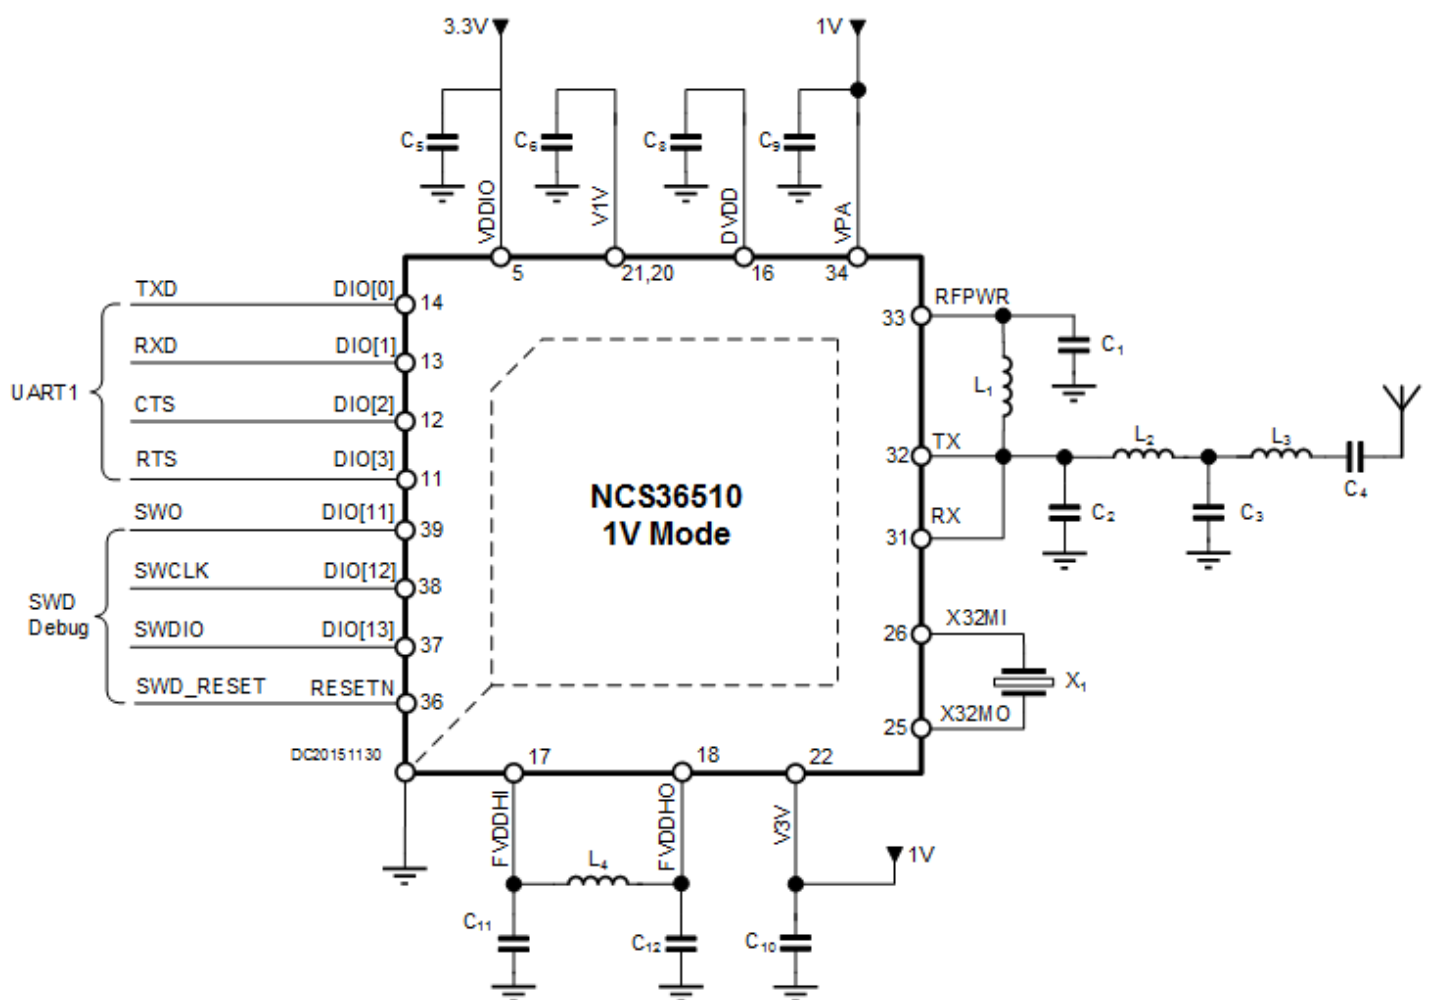 3.3V
1V
C5
C6
C8
C9
VDDIO
V1V
DVDD
VPA
5
21,20
16
34
TXD DIO[0] 14
RXD DIO[1] 13
UART1
CTS DIO[2] 12
RTS DIO[3] 11
SWO DIO[11] 39
SWCLK DIO[12] 38
SWD
Debug
SWDIO DIO[13] 37
SWD_RESET RESETN 36
DC20151130
NCS36510
1V Mode
33 RFPWR
C1
L1
32 TX
L2
L3
C4
31 RX
C2
C3
26 X32MI
X1
25 X32MO
17
18
22
FVDDHI
FVDDHO
V3V
L4
1V
C11
C12
C10